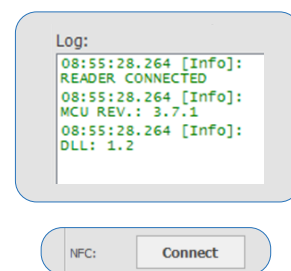 Log:
08:55:28.264 [Info]:
READER CONNECTED
08:55:28.264 [Info]:
MCU REV.: 3.7.1
08:55:28.264 [Info]:
DLL: 1.2
NFC: Connect